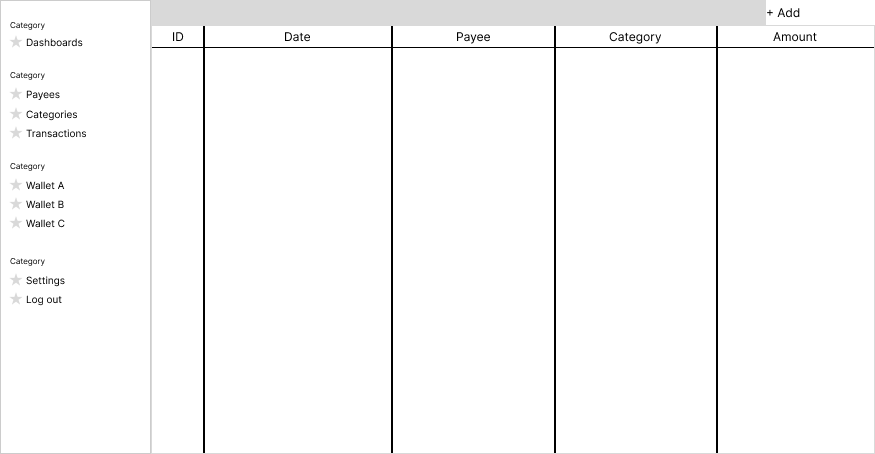 Category
Dashboards
Category
Payees
Categories
Transactions
Category
Wallet A
Wallet B
Wallet C
Category
Settings
Log out
+ Add
ID Date Payee Category Amount